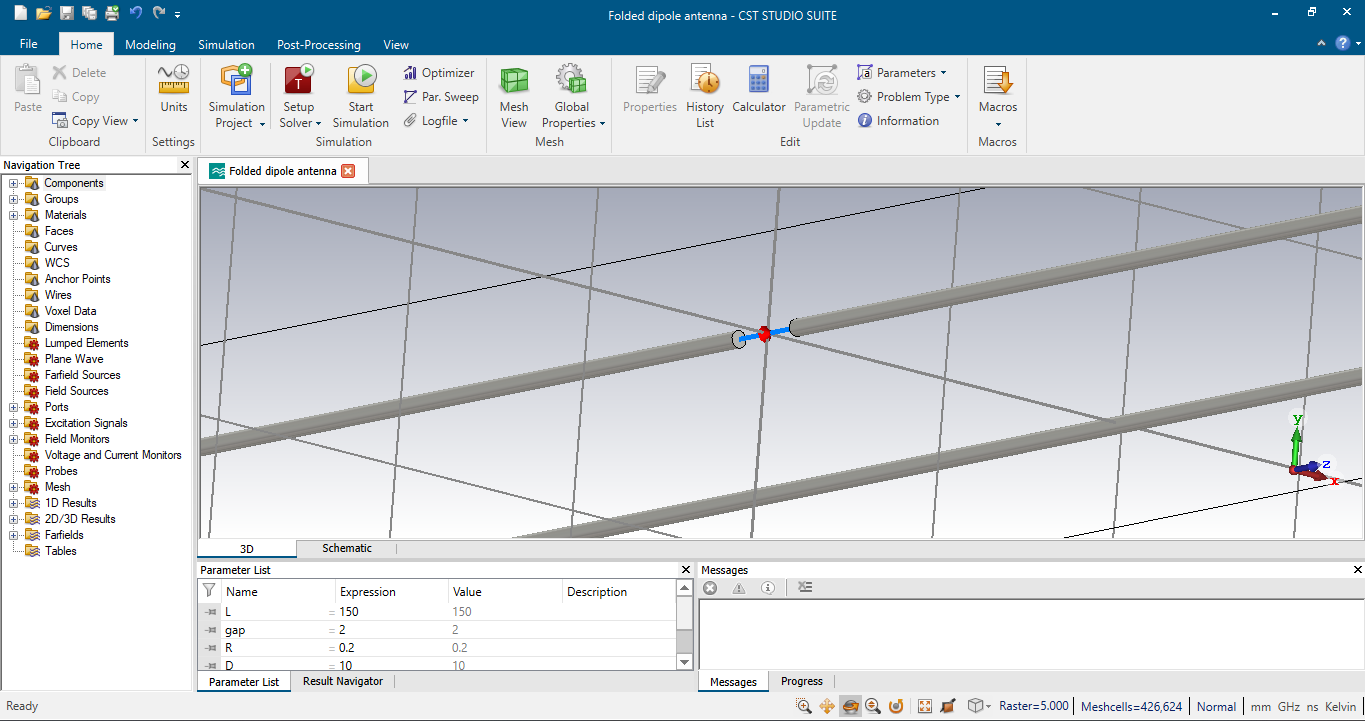 Folded dipole antenna - CST STUDIO SUITE
File Home Modeling Simulation Post-Processing View
Paste
Delete
Copy
Copy View
Clipboard
Units
Settings
Simulation
Project
Setup
Solver
Start
Simulation
Optimizer
Par. Sweep
Logfile
Simulation
Mesh
View
Global
Properties
Mesh
Properties
History
List
Calculator
Parametric
Update
Parameters
Problem Type
Information
Edit
Macros
Macros
Navigation Tree
Components
Groups
Materials
Faces
Curves
WCS
Anchor Points
Wires
Voxel Data
Dimensions
Lumped Elements
Plane Wave
Farfield Sources
Field Sources
Ports
Excitation Signals
Field Monitors
Voltage and Current Monitors
Probes
Mesh
1D Results
2D/3D Results
Farfields
Tables
Folded dipole antenna
y
z
x
3D Schematic
Parameter List
Name Expression Value Description
L = 150 150
gap = 2 2
R = 0.2 0.2
D = 10 10
Parameter List Result Navigator
Messages
Messages Progress
Ready
Raster=5.000 Meshcells=426,624 Normal mm GHz ns Kelvin